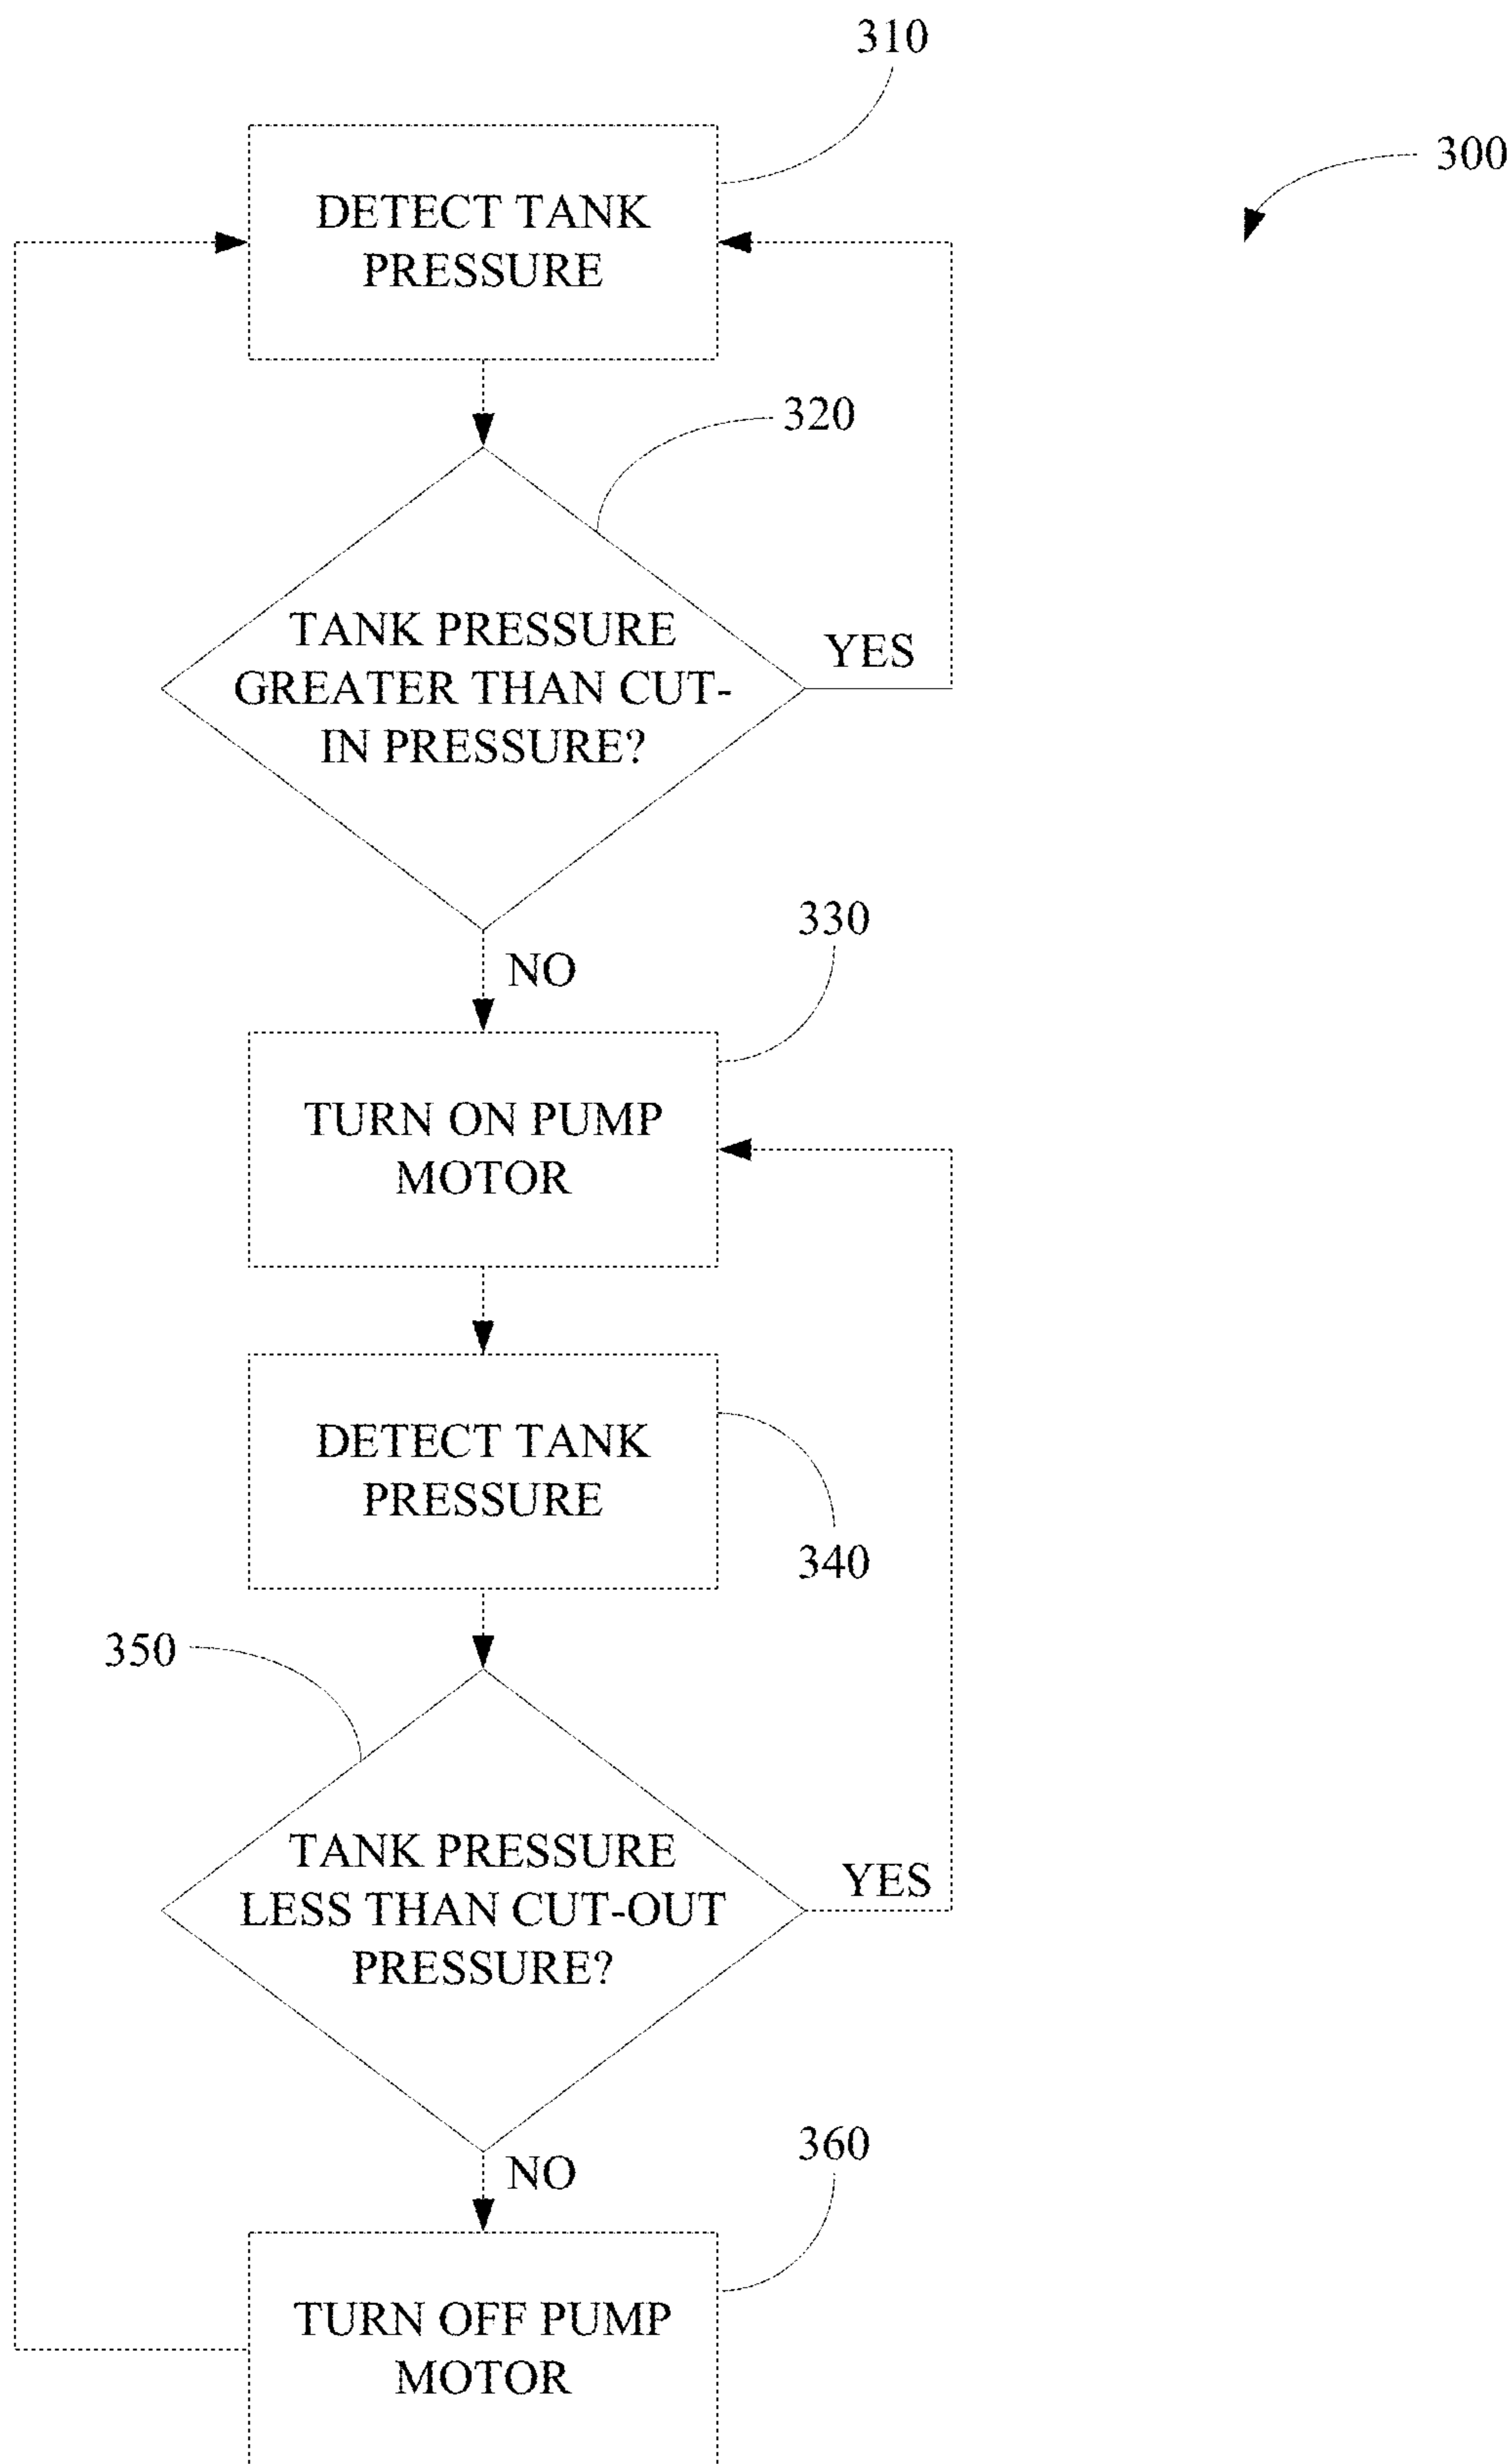 310
300
DETECT TANK
PRESSURE
320
TANK PRESSURE
GREATER THAN CUT-
IN PRESSURE?
YES
NO
330
TURN ON PUMP
MOTOR
DETECT TANK
PRESSURE
340
350
TANK PRESSURE
LESS THAN CUT-OUT
PRESSURE?
YES
NO
360
TURN OFF PUMP
MOTOR